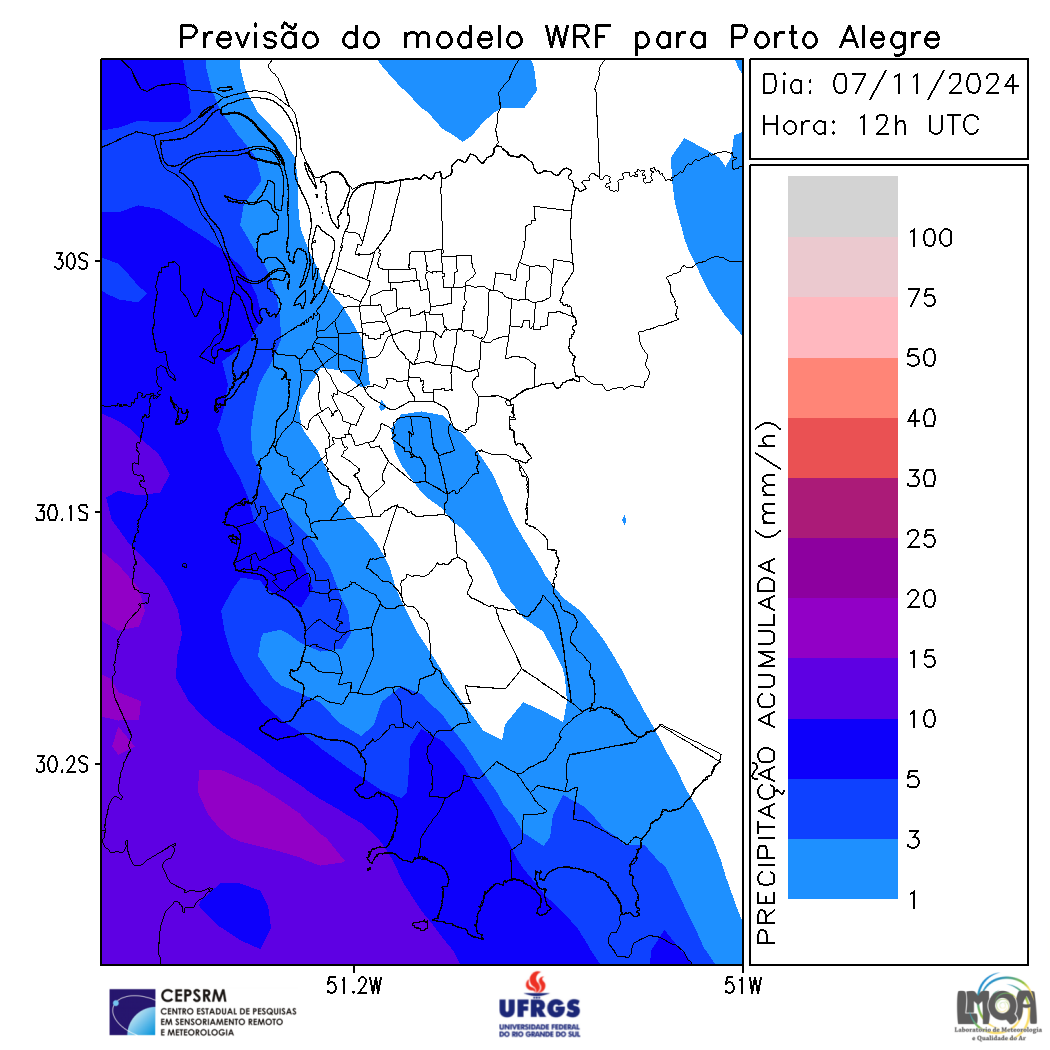 Previsão do modelo WRF para Porto Alegre
Dia: 07/11/2024
Hora: 12h UTC
PRECIPITAÇÃO ACUMULADA (mm/h)
100
75
50
40
30
25
20
15
10
5
3
1
30S
30.1S
30.2S
51.2W
51W
CEPSRM
CENTRO ESTADUAL DE PESQUISAS
EM SENSORIAMENTO REMOTO
E METEOROLOGIA
UFRGS
UNIVERSIDADE FEDERAL
DO RIO GRANDE DO SUL
LMQA
Laboratório de Meteorologia
e Qualidade do Ar